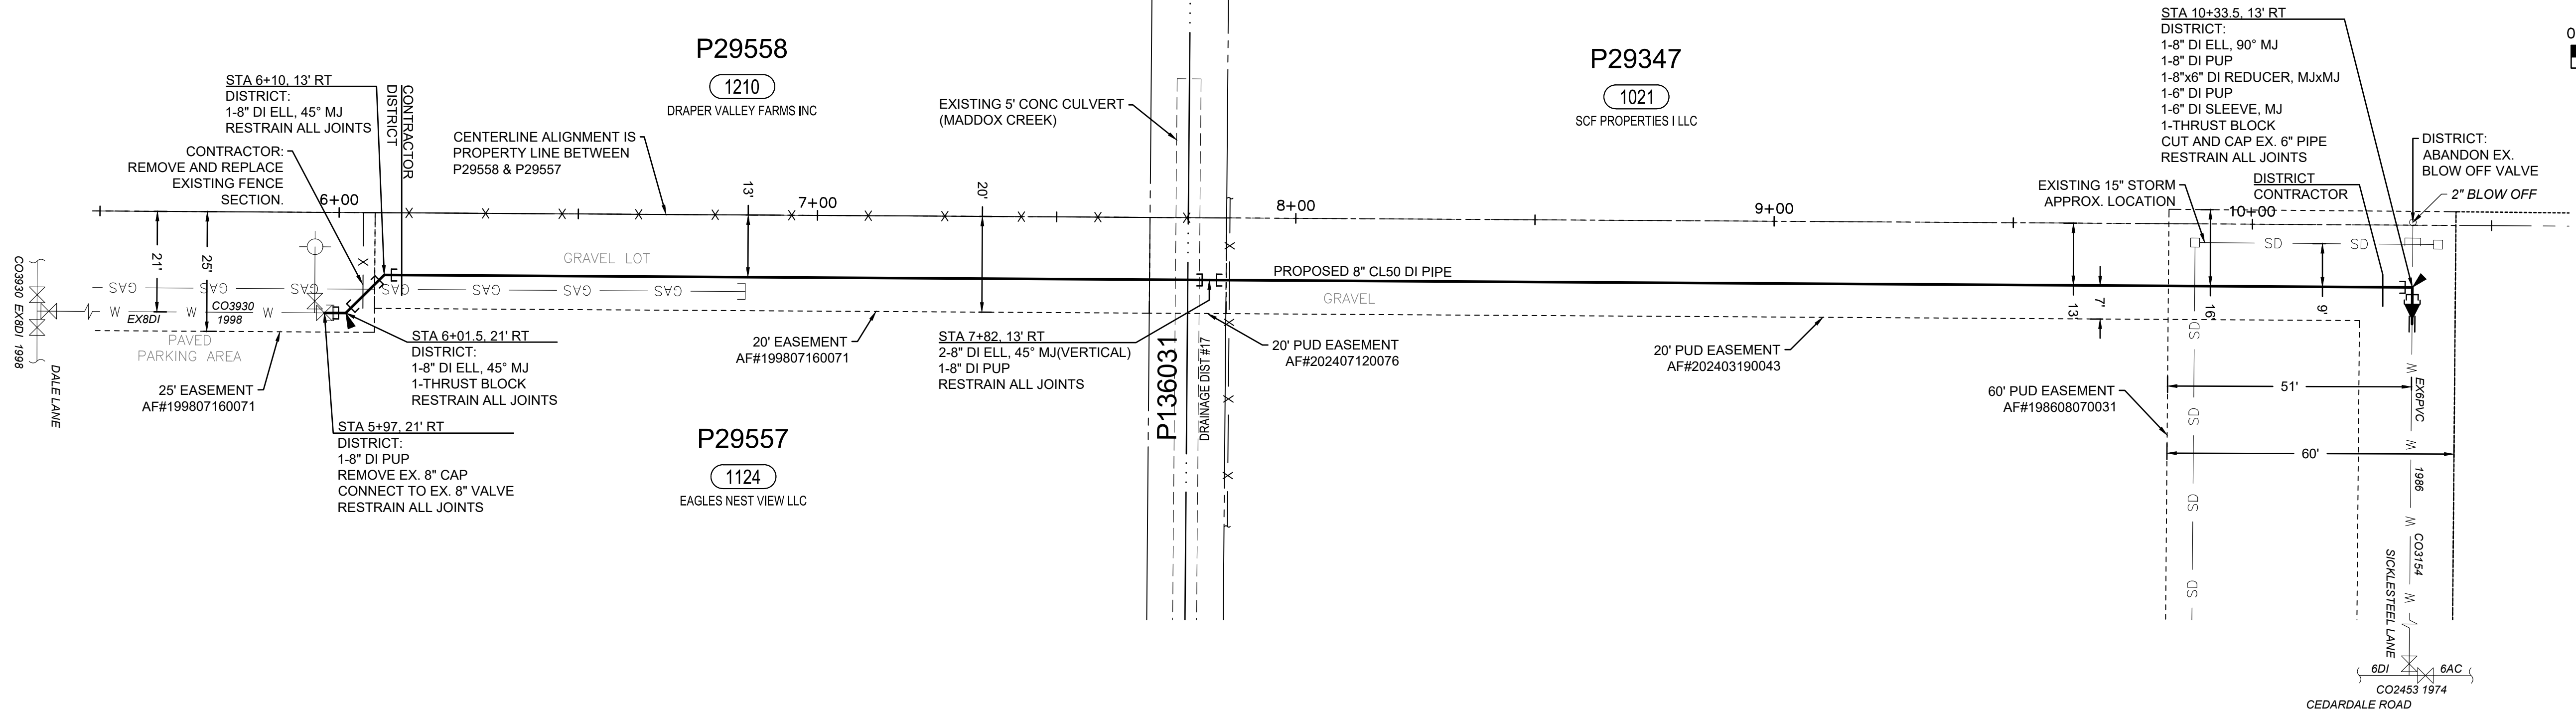 P29558
1210
DRAPER VALLEY FARMS INC
P29347
1021
SCF PROPERTIES I LLC
STA 6+10, 13' RT
DISTRICT:
1-8" DI ELL, 45° MJ
RESTRAIN ALL JOINTS
CONTRACTOR
DISTRICT
CONTRACTOR:
REMOVE AND REPLACE
EXISTING FENCE
SECTION.
CENTERLINE ALIGNMENT IS
PROPERTY LINE BETWEEN
P29558 & P29557
EXISTING 5' CONC CULVERT
(MADDOX CREEK)
STA 10+33.5, 13' RT
DISTRICT:
1-8" DI ELL, 90° MJ
1-8" DI PUP
1-8"x6" DI REDUCER, MJxMJ
1-6" DI PUP
1-6" DI SLEEVE, MJ
1-THRUST BLOCK
CUT AND CAP EX. 6" PIPE
RESTRAIN ALL JOINTS
0
DISTRICT:
ABANDON EX.
BLOW OFF VALVE
2" BLOW OFF
EXISTING 15" STORM
APPROX. LOCATION
DISTRICT
CONTRACTOR
6+00
7+00
8+00
9+00
10+00
13'
20'
21'
25'
X X X X X X X X X
X
GRAVEL LOT
PROPOSED 8" CL50 DI PIPE
GRAVEL
GAS GAS GAS GAS GAS GAS GAS
W W W
EX8DI
CO3930
1998
CO3930 EX8DI 1998
DALE LANE
PAVED
PARKING AREA
25' EASEMENT
AF#199807160071
STA 6+01.5, 21' RT
DISTRICT:
1-8" DI ELL, 45° MJ
1-THRUST BLOCK
RESTRAIN ALL JOINTS
STA 5+97, 21' RT
DISTRICT:
1-8" DI PUP
REMOVE EX. 8" CAP
CONNECT TO EX. 8" VALVE
RESTRAIN ALL JOINTS
20' EASEMENT
AF#199807160071
P29557
1124
EAGLES NEST VIEW LLC
STA 7+82, 13' RT
2-8" DI ELL, 45° MJ(VERTICAL)
1-8" DI PUP
RESTRAIN ALL JOINTS
P136031
DRAINAGE DIST #17
X
X
X
X
20' PUD EASEMENT
AF#202407120076
20' PUD EASEMENT
AF#202403190043
13'
7'
16'
9'
SD SD
SD
SD
SD
SD
60' PUD EASEMENT
AF#198608070031
51'
60'
W EX6PVC
W 1986
W CO3154
W
SICKLESTEEL LANE
6DI
6AC
CO2453 1974
CEDARDALE ROAD